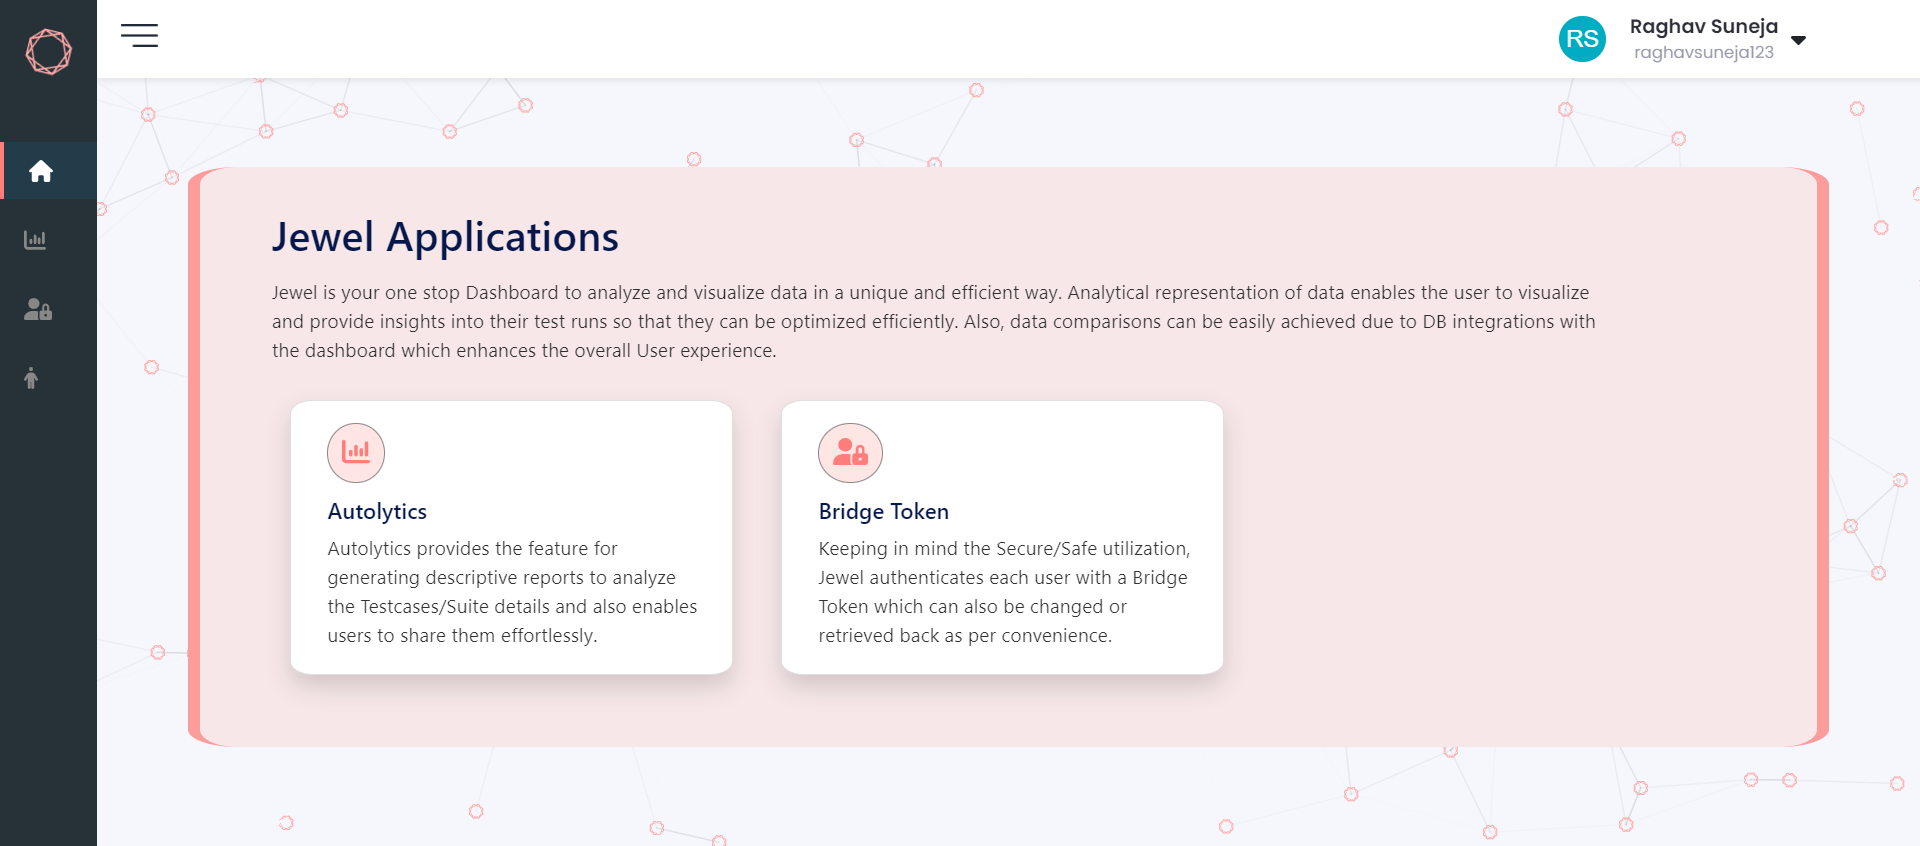 RS
Raghav Suneja
raghavsuneja123
Jewel Applications
Jewel is your one stop Dashboard to analyze and visualize data in a unique and efficient way. Analytical representation of data enables the user to visualize
and provide insights into their test runs so that they can be optimized efficiently. Also, data comparisons can be easily achieved due to DB integrations with
the dashboard which enhances the overall User experience.
Autolytics
Autolytics provides the feature for
generating descriptive reports to analyze
the Testcases/Suite details and also enables
users to share them effortlessly.
Bridge Token
Keeping in mind the Secure/Safe utilization,
Jewel authenticates each user with a Bridge
Token which can also be changed or
retrieved back as per convenience.